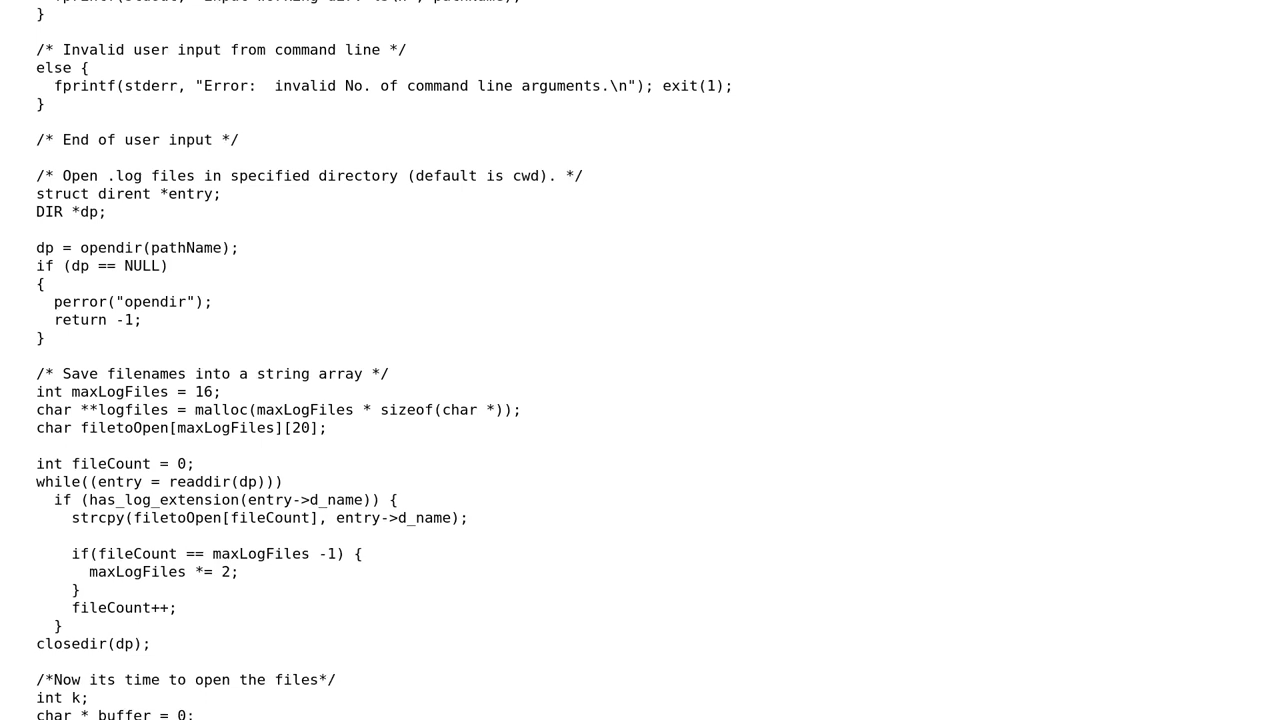 }
/* Invalid user input from command line */
else {
  fprintf(stderr, "Error:  invalid No. of command line arguments.\n"); exit(1);
}
/* End of user input */
/* Open .log files in specified directory (default is cwd). */
struct dirent *entry;
DIR *dp;
dp = opendir(pathName);
if (dp == NULL)
{
  perror("opendir");
  return -1;
}
/* Save filenames into a string array */
int maxLogFiles = 16;
char **logfiles = malloc(maxLogFiles * sizeof(char *));
char filetoOpen[maxLogFiles][20];
int fileCount = 0;
while((entry = readdir(dp)))
  if (has_log_extension(entry->d_name)) {
    strcpy(filetoOpen[fileCount], entry->d_name);
    if(fileCount == maxLogFiles -1) {
      maxLogFiles *= 2;
    }
    fileCount++;
  }
closedir(dp);
/*Now its time to open the files*/
int k;
char * buffer = 0;